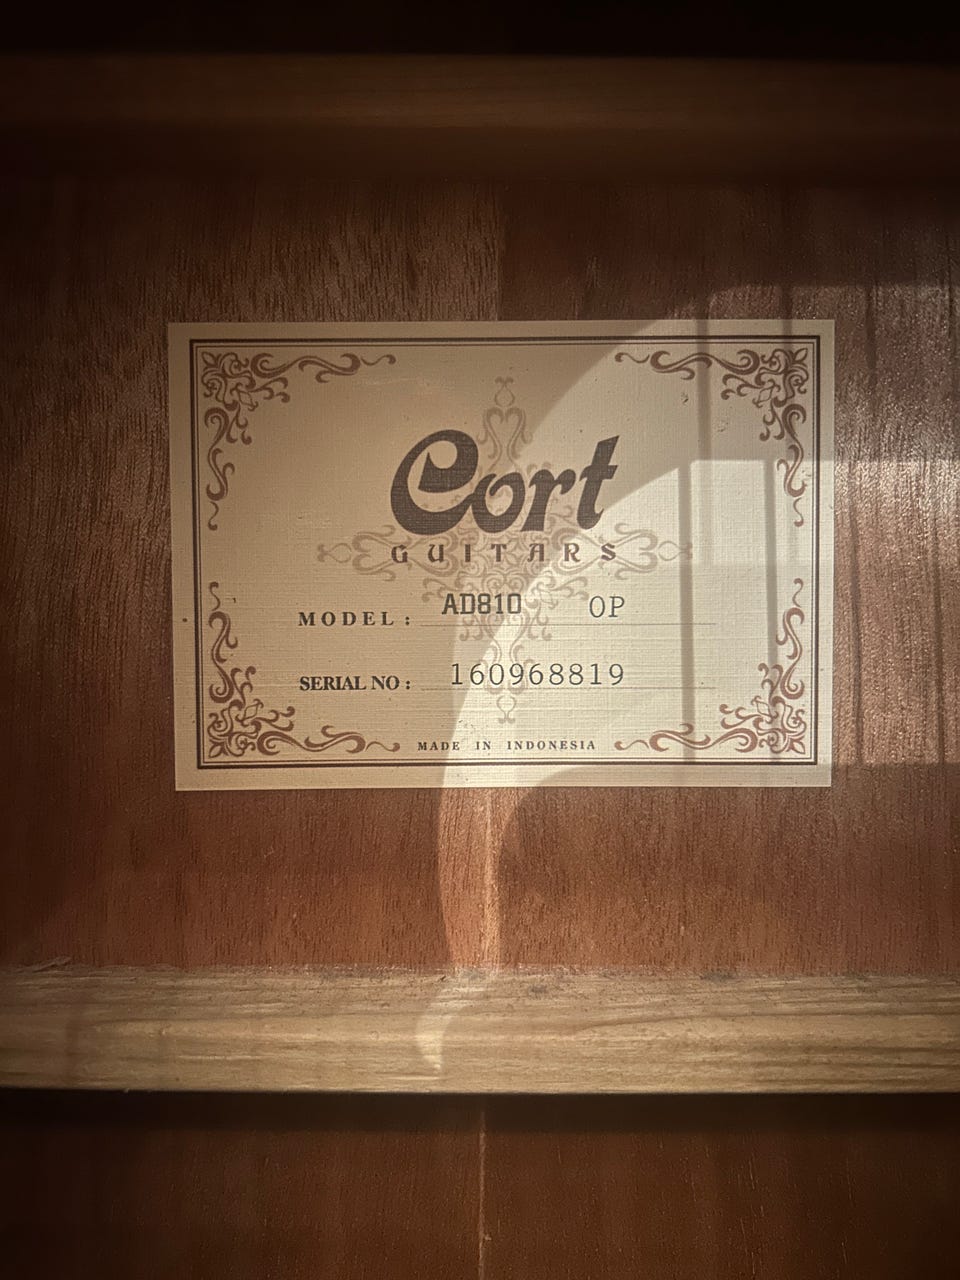 Cort
GUITARS
MODEL : AD810 OP
SERIAL NO : 160968819
MADE IN INDONESIA